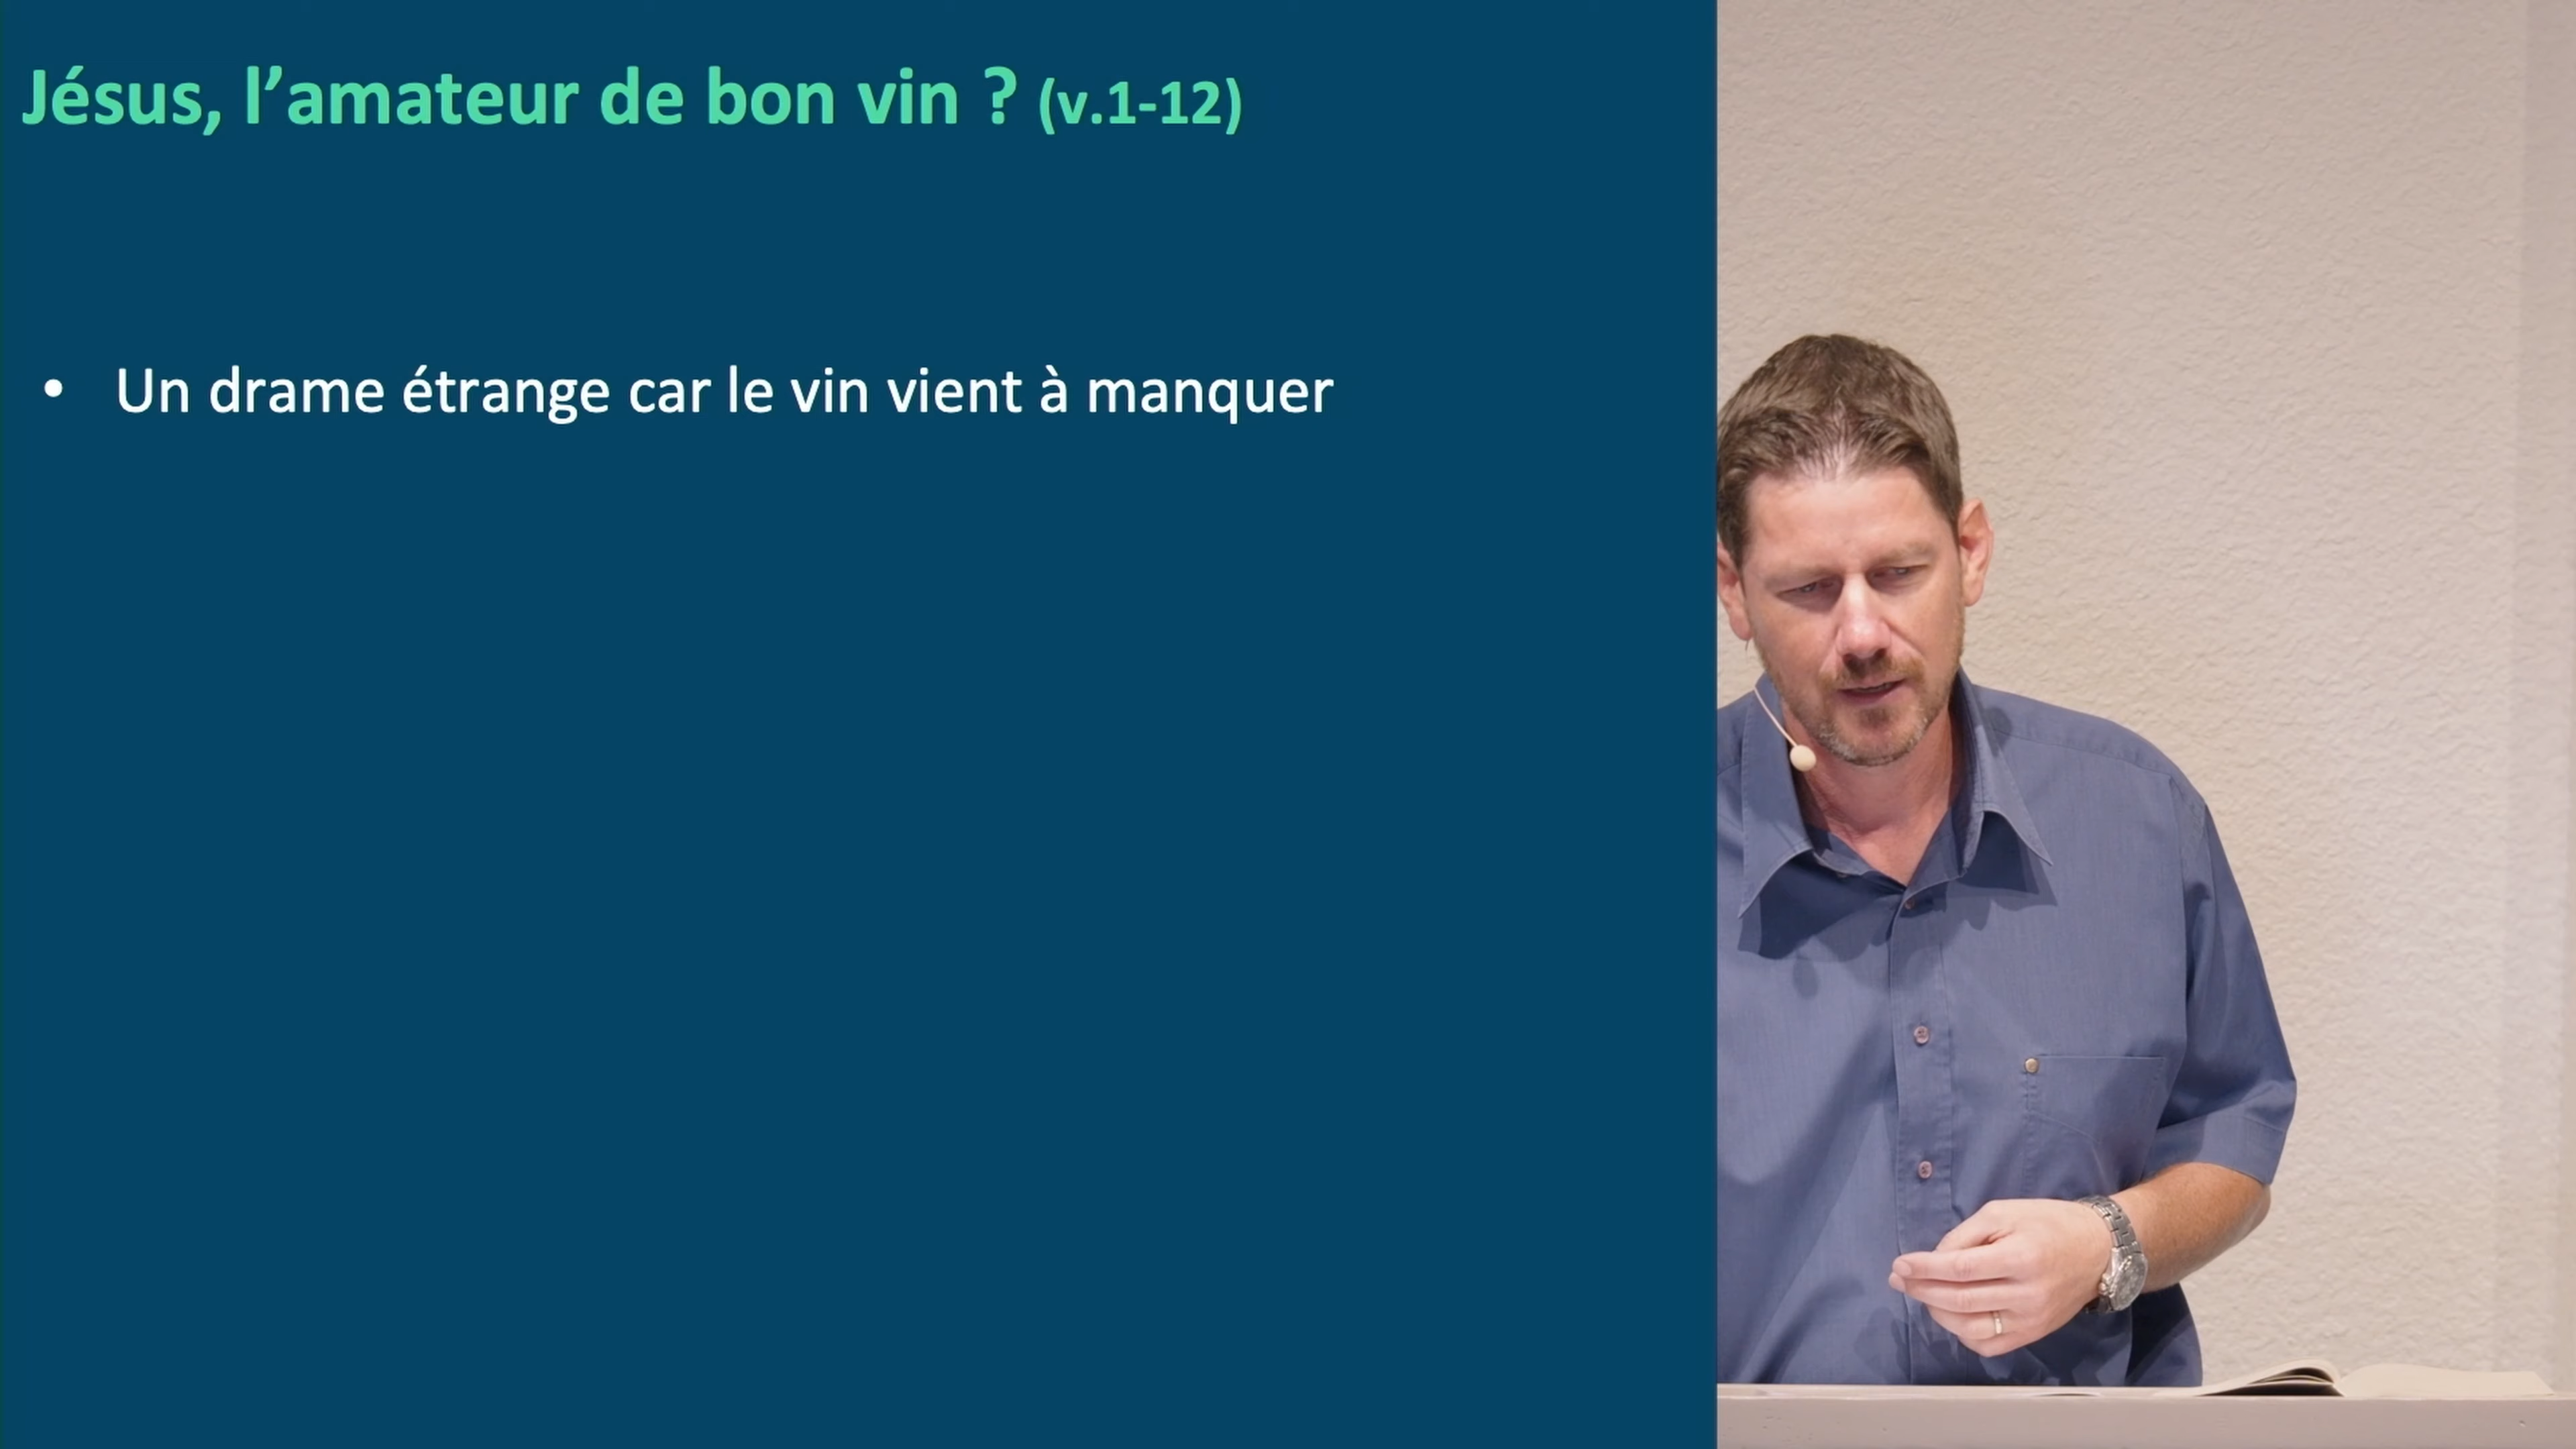 Jésus, l’amateur de bon vin ? (v.1-12)
• Un drame étrange car le vin vient à manquer